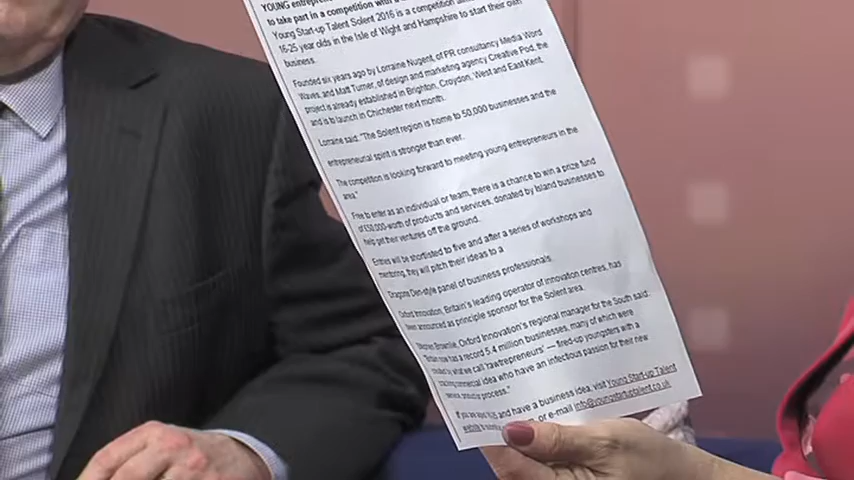 YOUNG entrepreneurs
to take part in a competition with a
Young Start-up Talent Solent 2016 is a competition
16-25 year olds in the Isle of Wight and Hampshire to start their own
business.
Founded six years ago by Lorraine Nugent, of PR consultancy Media Word
Waves, and Matt Turner, of design and marketing agency Creative Pod, the
project is already established in Brighton, Croydon, West and East Kent,
and is to launch in Chichester next month.
Lorraine said: "The Solent region is home to 50,000 businesses and the
entrepreneurial spirit is stronger than ever.
"The competition is looking forward to meeting young entrepreneurs in the
area."
Free to enter as an individual or team, there is a chance to win a prize fund
of £50,000-worth of products and services, donated by Island businesses to
help get their ventures off the ground.
Entries will be shortlisted to five and after a series of workshops and
mentoring, they will pitch their ideas to a
Dragons Den-style panel of business professionals.
Oxford Innovation, Britain's leading operator of innovation centres, has
been announced as principle sponsor for the Solent area.
Stephen Brownlie, Oxford Innovation's regional manager for the South said:
"Britain has a record 5.4 million businesses, many of which were
created by what we call yawtrepreneurs' — fired-up youngsters with a
commercial idea who have an infectious passion for their new
product or process."
If you are aged 16-25 and have a business idea, visit Young Start-up Talent
website or e-mail info@youngstartuptalent.co.uk